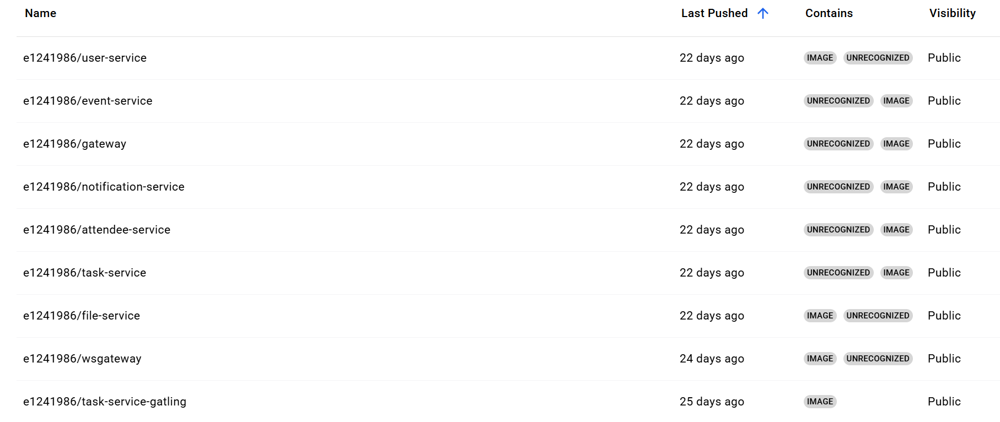 Name Last Pushed Contains Visibility
e1241986/user-service 22 days ago IMAGE UNRECOGNIZED Public
e1241986/event-service 22 days ago UNRECOGNIZED IMAGE Public
e1241986/gateway 22 days ago UNRECOGNIZED IMAGE Public
e1241986/notification-service 22 days ago UNRECOGNIZED IMAGE Public
e1241986/attendee-service 22 days ago UNRECOGNIZED IMAGE Public
e1241986/task-service 22 days ago UNRECOGNIZED IMAGE Public
e1241986/file-service 22 days ago IMAGE UNRECOGNIZED Public
e1241986/wsgateway 24 days ago IMAGE UNRECOGNIZED Public
e1241986/task-service-gatling 25 days ago IMAGE Public